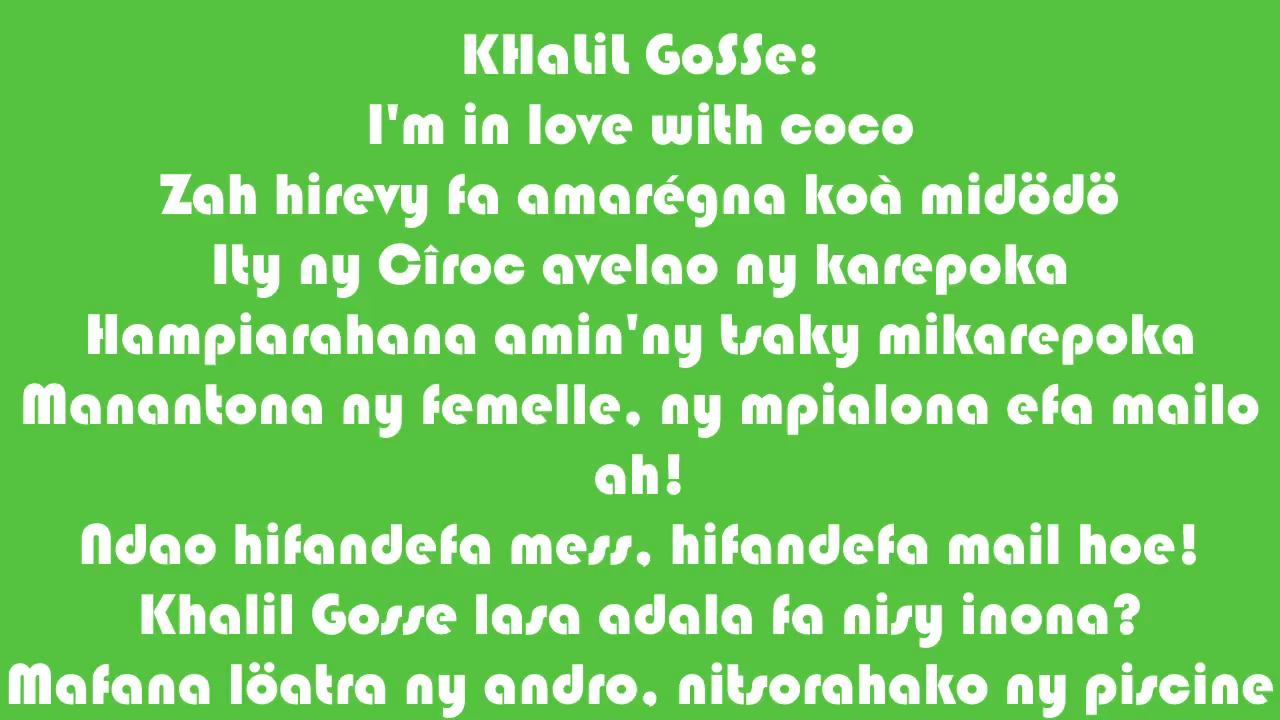 KHaLiL GoSSe:
I'm in love with coco
Zah hirevy fa amarégna koà midödö
Ity ny Cîroc avelao ny karepoka
Hampiarahana amin'ny tsaky mikarepoka
Manantona ny femelle, ny mpialona efa mailo
ah!
Ndao hifandefa mess, hifandefa mail hoe!
Khalil Gosse lasa adala fa nisy inona?
Mafana löatra ny andro, nitsorahako ny piscine